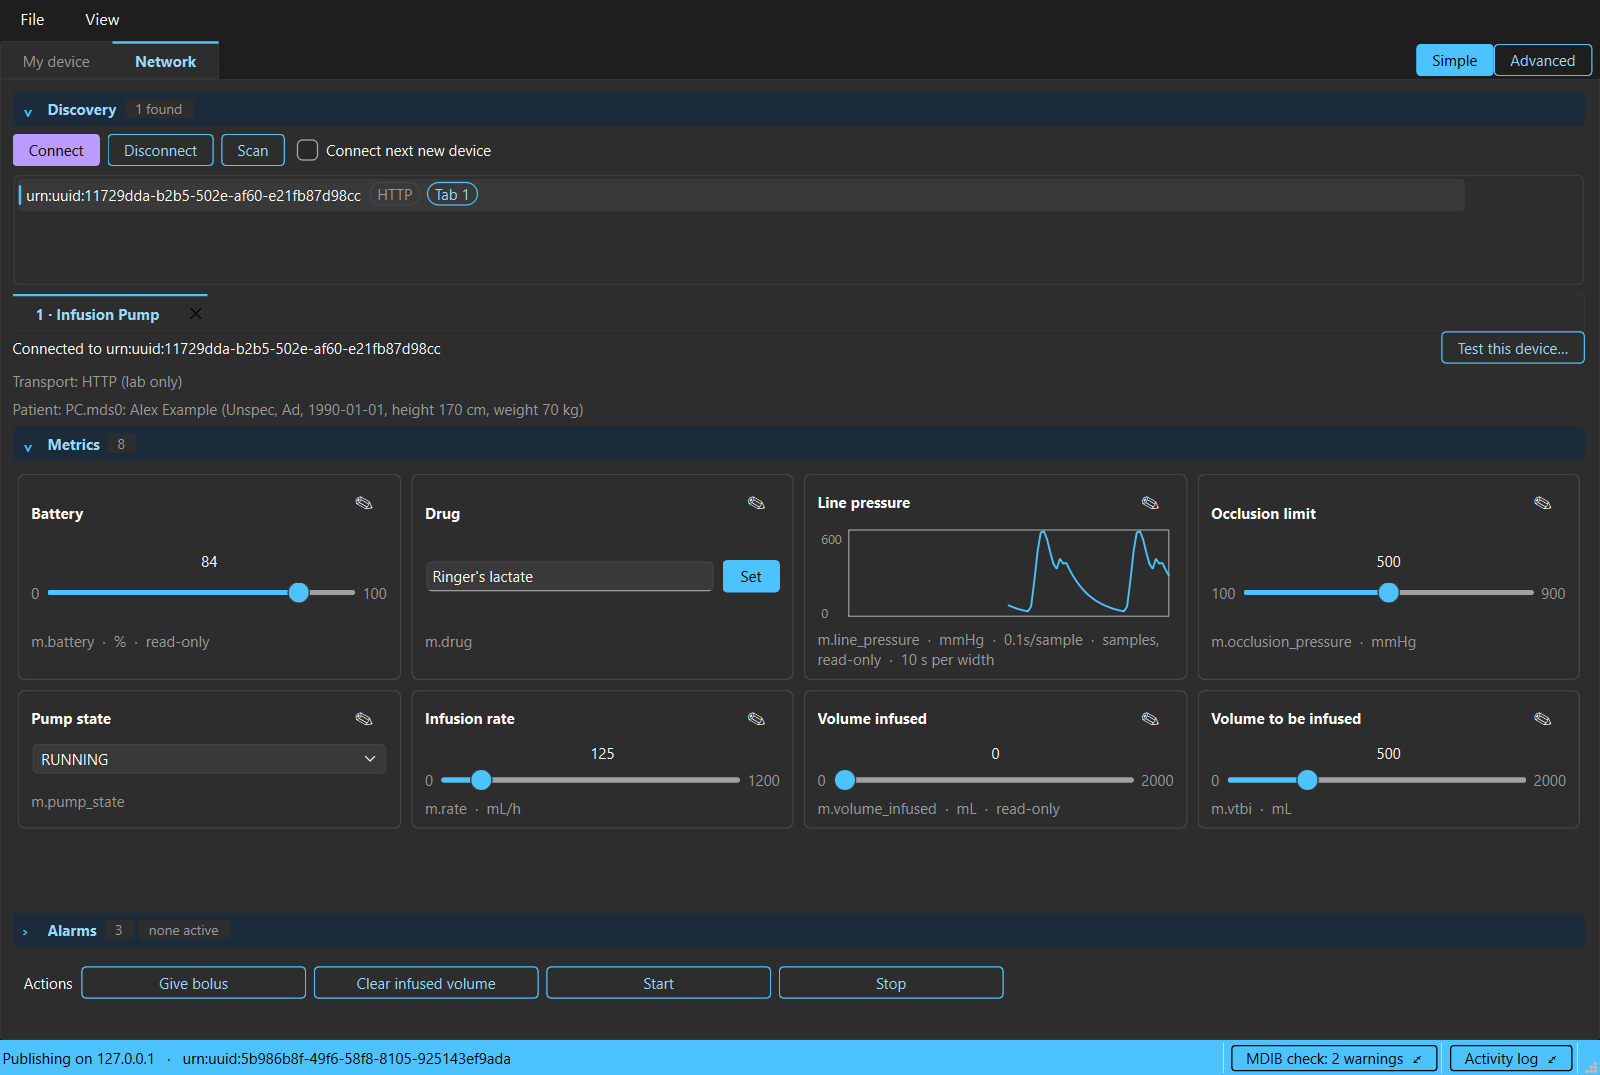 File View
My device Network Simple Advanced
Discovery 1 found
Connect Disconnect Scan Connect next new device
urn:uuid:11729dda-b2b5-502e-af60-e21fb87d98cc HTTP Tab 1
1 · Infusion Pump
Connected to urn:uuid:11729dda-b2b5-502e-af60-e21fb87d98cc Test this device...
Transport: HTTP (lab only)
Patient: PC.mds0: Alex Example (Unspec, Ad, 1990-01-01, height 170 cm, weight 70 kg)
Metrics 8
Battery
84
0 100
m.battery · % · read-only
Drug
Ringer's lactate Set
m.drug
Line pressure
600
0
m.line_pressure · mmHg · 0.1s/sample · samples,
read-only · 10 s per width
Occlusion limit
500
100 900
m.occlusion_pressure · mmHg
Pump state
RUNNING
m.pump_state
Infusion rate
125
0 1200
m.rate · mL/h
Volume infused
0
0 2000
m.volume_infused · mL · read-only
Volume to be infused
500
0 2000
m.vtbi · mL
Alarms 3 none active
Actions Give bolus Clear infused volume Start Stop
Publishing on 127.0.0.1 · urn:uuid:5b986b8f-49f6-58f8-8105-925143ef9ada MDIB check: 2 warnings Activity log